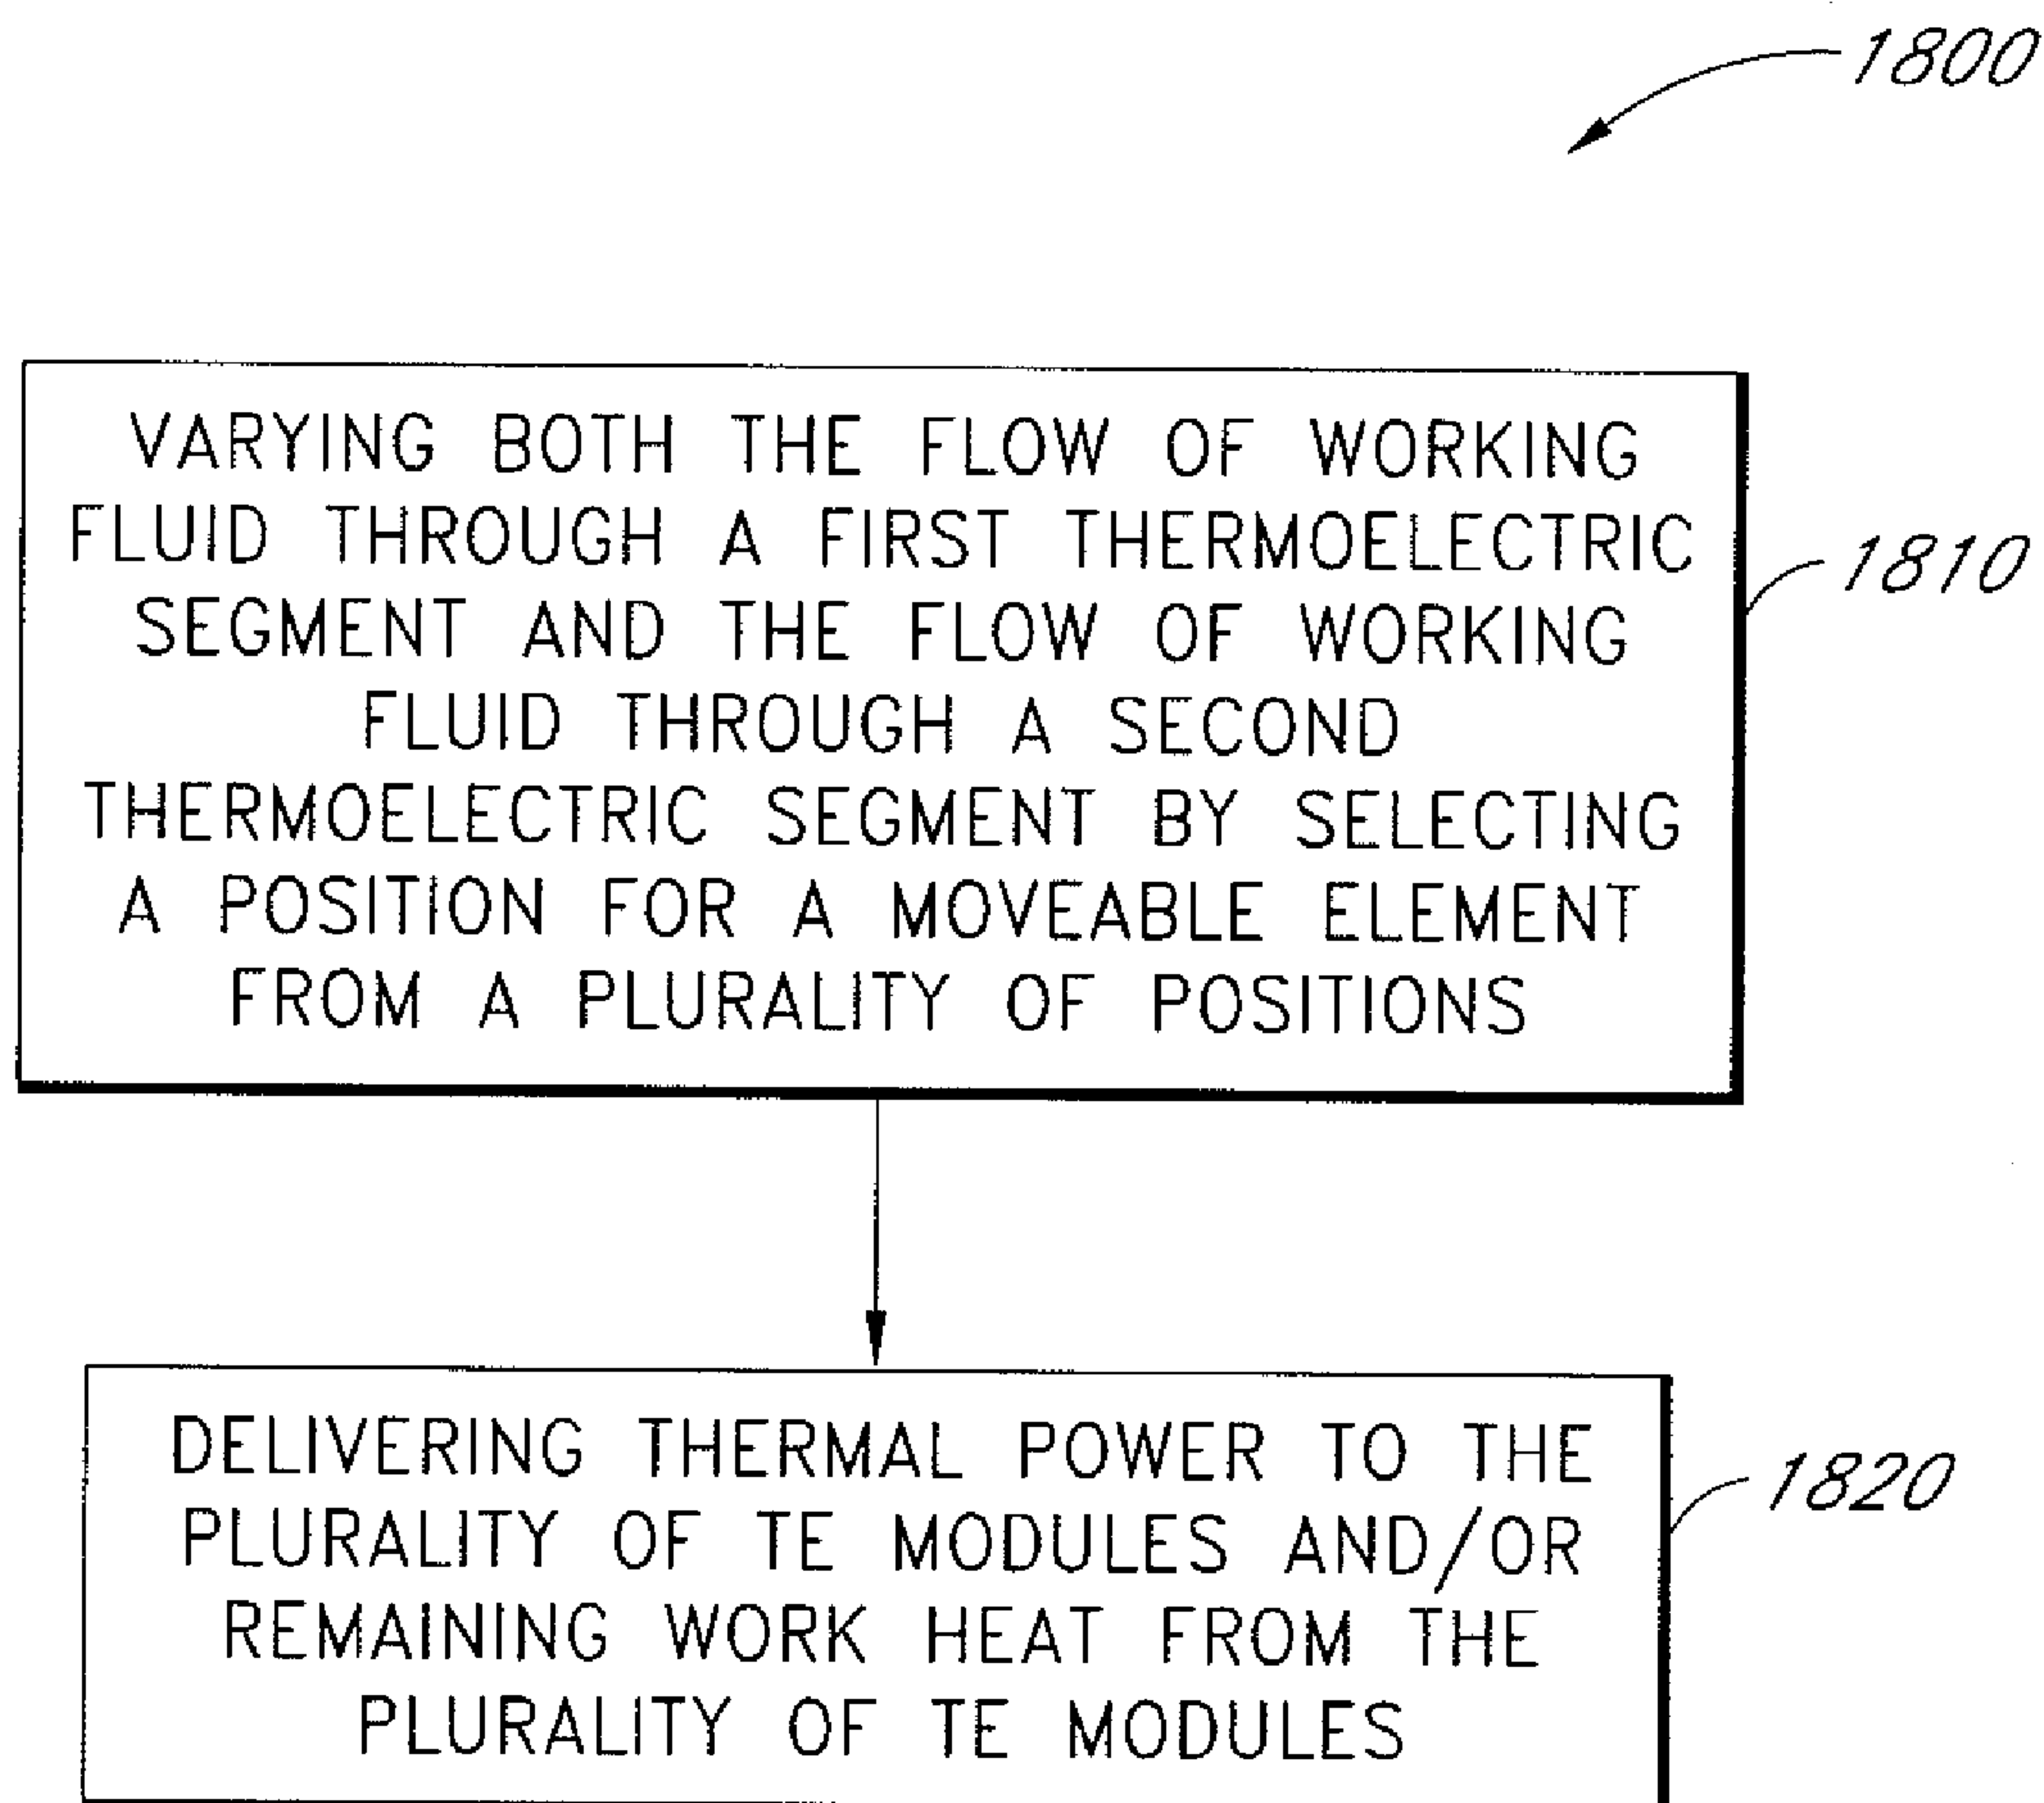 1800
VARYING BOTH THE FLOW OF WORKING
FLUID THROUGH A FIRST THERMOELECTRIC
SEGMENT AND THE FLOW OF WORKING
FLUID THROUGH A SECOND
THERMOELECTRIC SEGMENT BY SELECTING
A POSITION FOR A MOVEABLE ELEMENT
FROM A PLURALITY OF POSITIONS
1810
DELIVERING THERMAL POWER TO THE
PLURALITY OF TE MODULES AND/OR
REMAINING WORK HEAT FROM THE
PLURALITY OF TE MODULES
1820